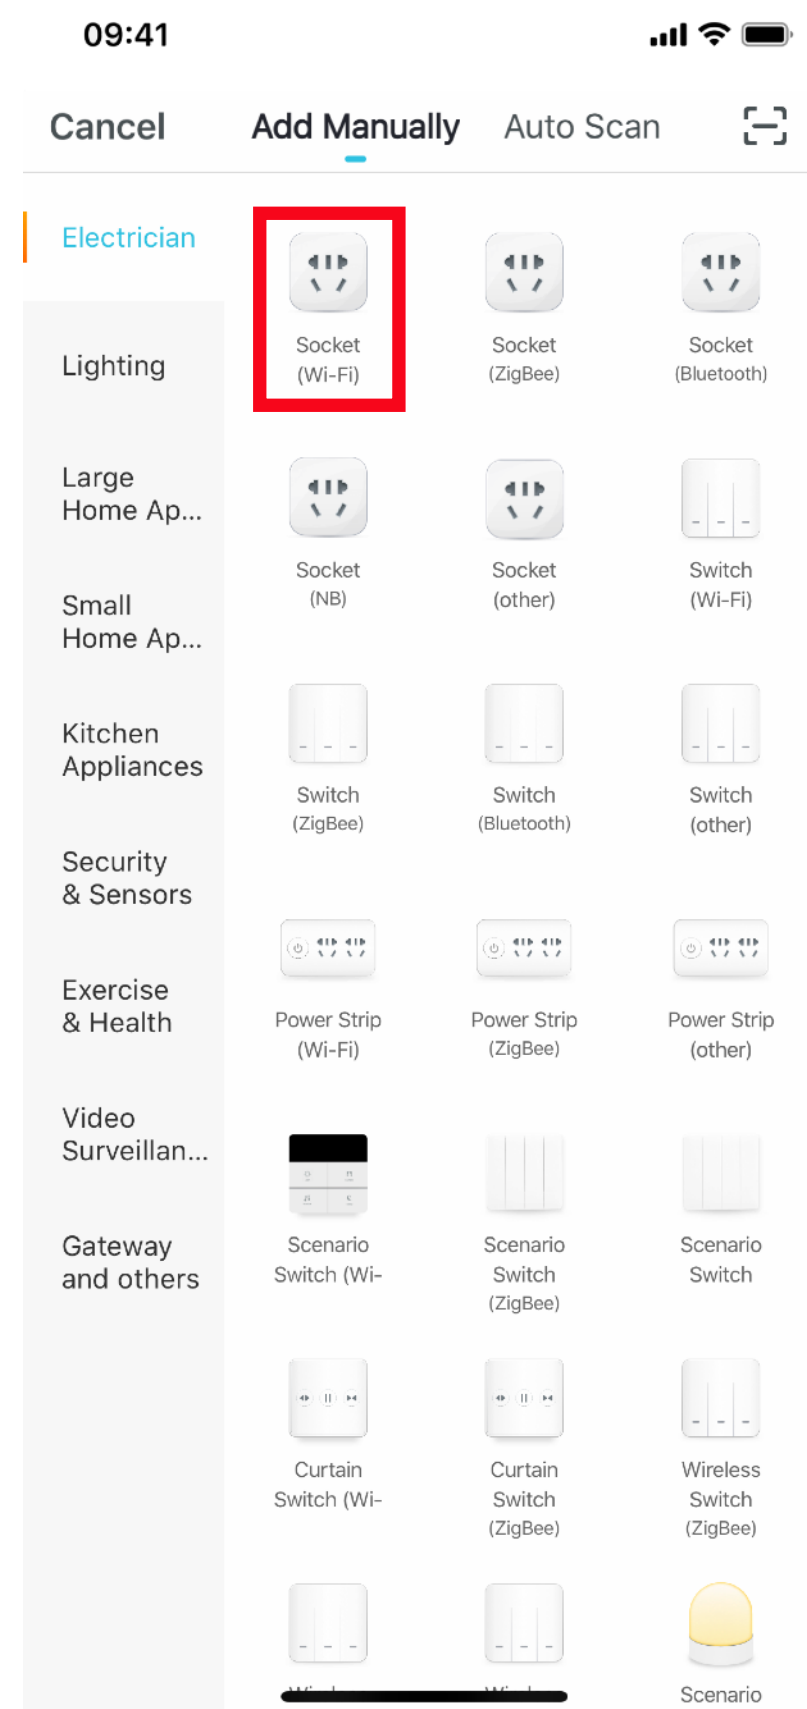 09:41
Cancel
Add Manually
Auto Scan
Electrician
Lighting
Large
Home Ap...
Small
Home Ap...
Kitchen
Appliances
Security
& Sensors
Exercise
& Health
Video
Surveillan...
Gateway
and others
Socket
(Wi-Fi)
Socket
(ZigBee)
Socket
(Bluetooth)
Socket
(NB)
Socket
(other)
Switch
(Wi-Fi)
Switch
(ZigBee)
Switch
(Bluetooth)
Switch
(other)
Power Strip
(Wi-Fi)
Power Strip
(ZigBee)
Power Strip
(other)
Scenario
Switch (Wi-
Scenario
Switch
(ZigBee)
Scenario
Switch
Curtain
Switch (Wi-
Curtain
Switch
(ZigBee)
Wireless
Switch
(ZigBee)
Scenario